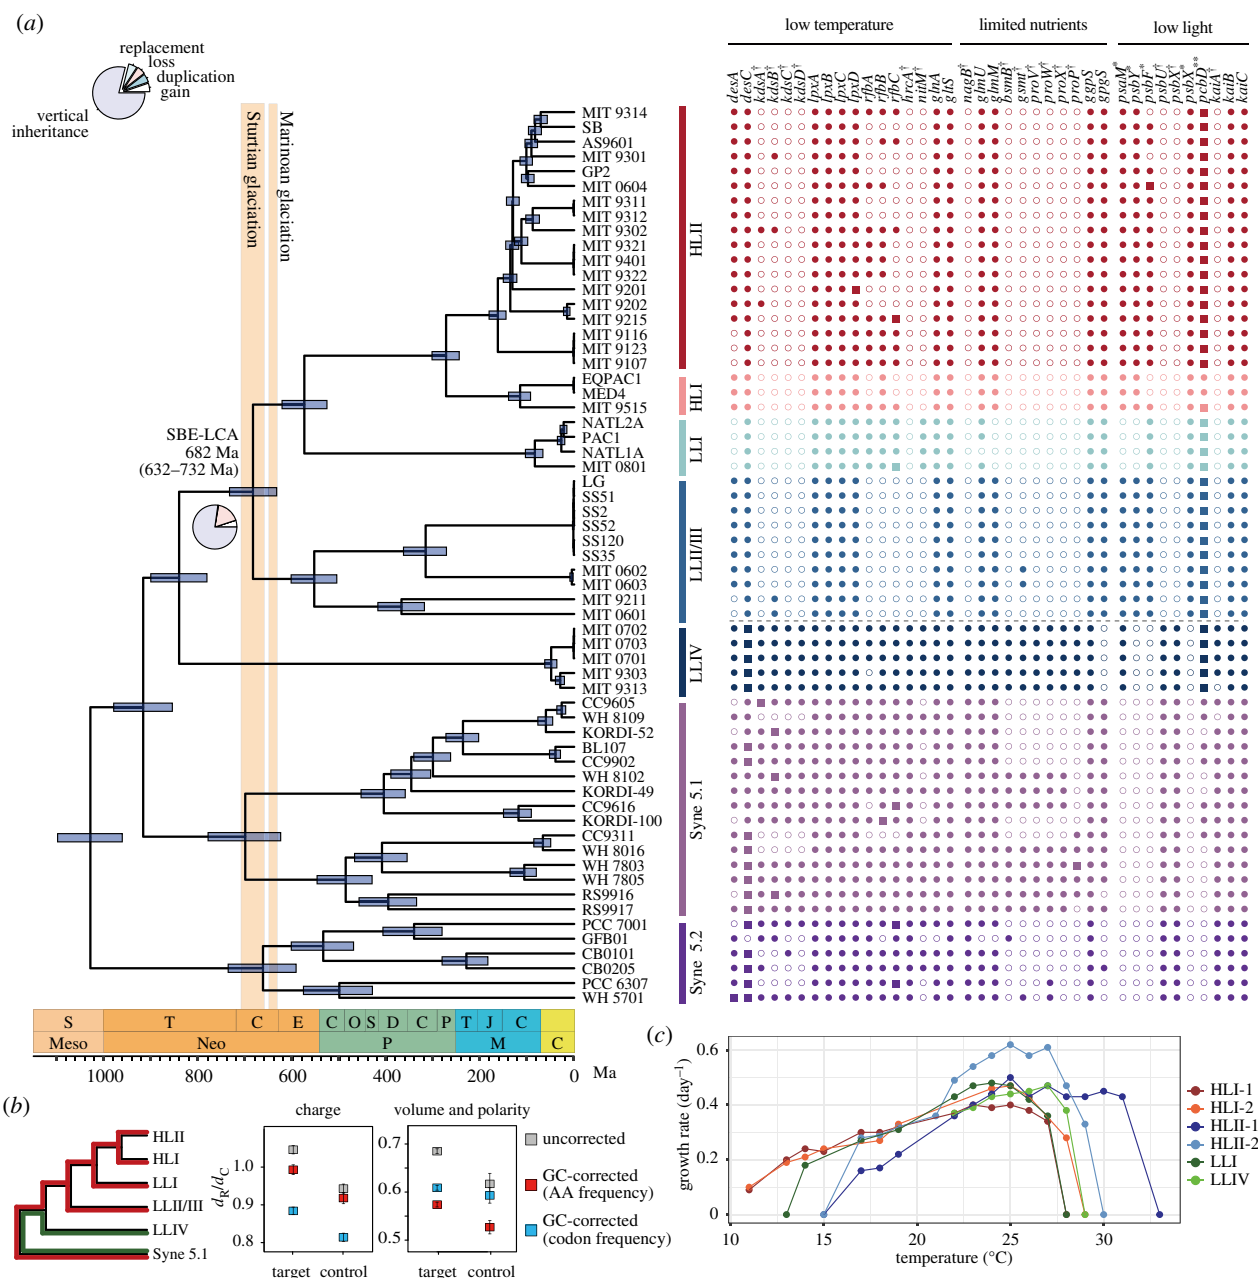 (a)
replacement
loss
duplication
gain
vertical
inheritance
Sturtian glaciation
Marinoan glaciation
SBE-LCA
682 Ma
(632–732 Ma)
low temperature
limited nutrients
low light
desA
desC
kdsA†
kdsB†
kdsC†
kdsD†
lpxA
lpxB
lpxC
lpxD
rfbA
rfbB
rfbC
hrcA†
nitM†
glnA
gltS
nagB†
glmU
glmM
bsmB†
gsmt†
proV†
proW†
proX†
proP†
ggpS
gpgS
psaM*
psbY*
psbF*
psbU†
psbX*
psbX*
pcbD**
kaiA†
kaiB
kaiC
MIT 9314
SB
AS9601
MIT 9301
GP2
MIT 0604
MIT 9311
MIT 9312
MIT 9302
MIT 9321
MIT 9401
MIT 9322
MIT 9201
MIT 9202
MIT 9215
MIT 9116
MIT 9123
MIT 9107
EQPAC1
MED4
MIT 9515
NATL2A
PAC1
NATL1A
MIT 0801
LG
SS51
SS2
SS52
SS120
SS35
MIT 0602
MIT 0603
MIT 9211
MIT 0601
MIT 0702
MIT 0703
MIT 0701
MIT 9303
MIT 9313
CC9605
WH 8109
KORDI-52
BL107
CC9902
WH 8102
KORDI-49
CC9616
KORDI-100
CC9311
WH 8016
WH 7803
WH 7805
RS9916
RS9917
PCC 7001
GFB01
CB0101
CB0205
PCC 6307
WH 5701
HLII
HLI
LLI
LLII/III
LLIV
Syne 5.1
Syne 5.2
S T C E C O S D C P T J C
Meso Neo P M C
1000 800 600 400 200 0 Ma
(b)
HLII
HLI
LLI
LLII/III
LLIV
Syne 5.1
charge
volume and polarity
dR/dC
1.0
0.9
0.8
target control
0.7
0.6
0.5
target control
uncorrected
GC-corrected
(AA frequency)
GC-corrected
(codon frequency)
(c)
growth rate (day−1)
0.6
0.4
0.2
0
10 15 20 25 30
temperature (°C)
HLI-1
HLI-2
HLII-1
HLII-2
LLI
LLIV